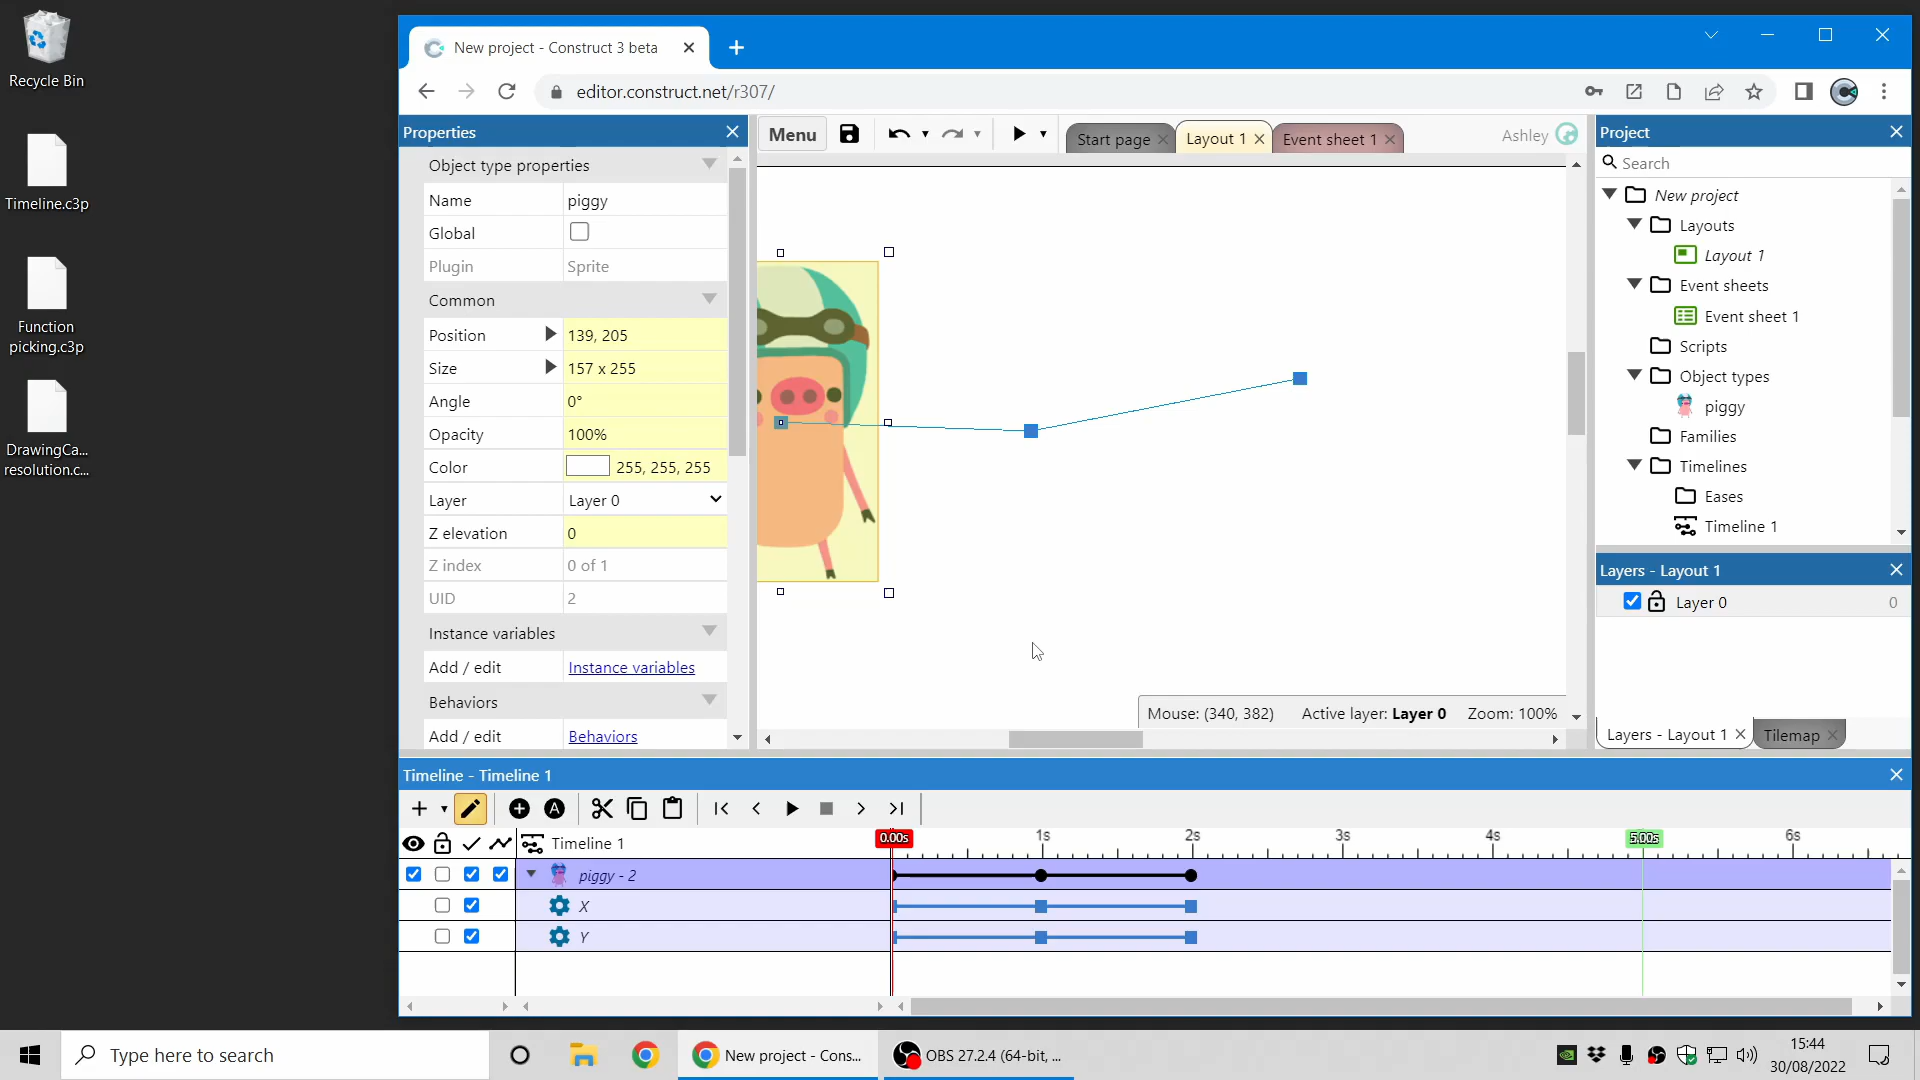 Recycle Bin
Timeline.c3p
Function
picking.c3p
DrawingCa...
resolution.c...
New project - Construct 3 beta
editor.construct.net/r307/
Properties
Object type properties
Name piggy
Global
Plugin Sprite
Common
Position 139, 205
Size 157 x 255
Angle 0°
Opacity 100%
Color 255, 255, 255
Layer Layer 0
Z elevation 0
Z index 0 of 1
UID 2
Instance variables
Add / edit Instance variables
Behaviors
Add / edit Behaviors
Menu
Start page
Layout 1
Event sheet 1
Ashley
Mouse: (340, 382) Active layer: Layer 0 Zoom: 100%
Project
Search
New project
Layouts
Layout 1
Event sheets
Event sheet 1
Scripts
Object types
piggy
Families
Timelines
Eases
Timeline 1
Layers - Layout 1
Layer 0 0
Layers - Layout 1
Tilemap
Timeline - Timeline 1
A
Timeline 1
0.00s 1s 2s 3s 4s 5.00s 6s
piggy - 2
X
Y
Type here to search
New project - Cons...
OBS 27.2.4 (64-bit, ...
15:44
30/08/2022